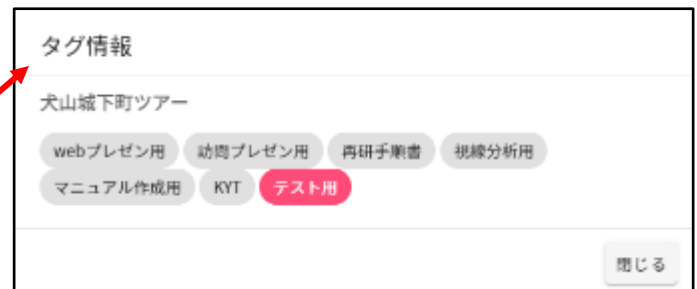 タグ情報
犬山城下町ツアー
webプレゼン用 訪問プレゼン用 再研手順書 視線分析用
マニュアル作成用 KYT テスト用
閉じる